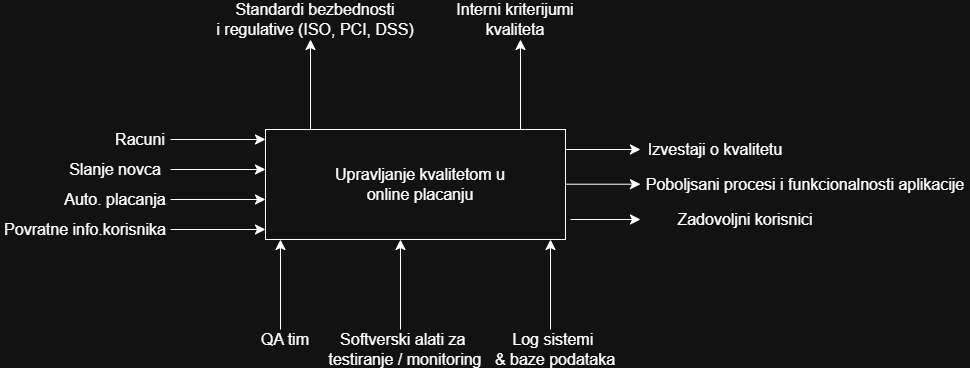 Standardi bezbednosti
i regulative (ISO, PCI, DSS)
Interni kriterijumi
kvaliteta
Racuni
Slanje novca
Auto. placanja
Povratne info.korisnika
Upravljanje kvalitetom u
online placanju
Izvestaji o kvalitetu
Poboljsani procesi i funkcionalnosti aplikacije
Zadovoljni korisnici
QA tim
Softverski alati za
testiranje / monitoring
Log sistemi
& baze podataka